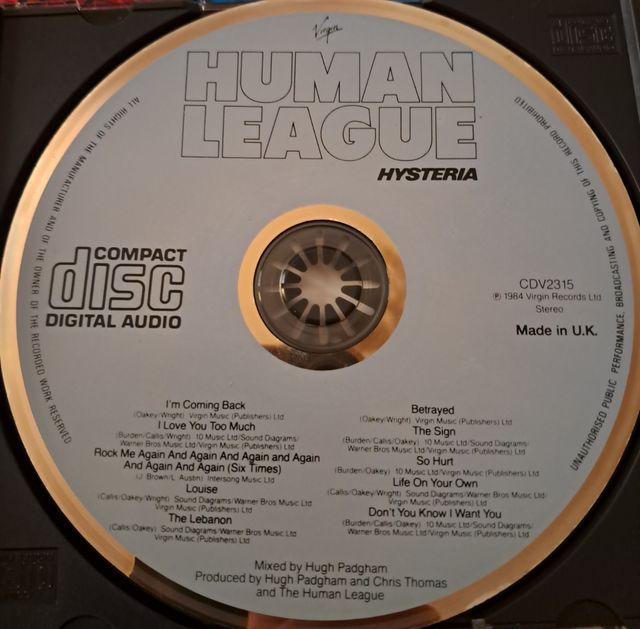 Virgin
HUMAN
LEAGUE
HYSTERIA
ALL RIGHTS OF THE MANUFACTURER AND OF THE OWNER OF THE RECORDED WORK RESERVED
UNAUTHORISED PUBLIC PERFORMANCE, BROADCASTING AND COPYING OF THIS RECORD PROHIBITED
COMPACT
disc
DIGITAL AUDIO
CDV2315
℗ 1984 Virgin Records Ltd
Stereo
Made in U.K.
I'm Coming Back
(Oakey/Wright) Virgin Music (Publishers) Ltd
I Love You Too Much
(Burden/Callis/Wright) 10 Music Ltd/Sound Diagrams/
Warner Bros Music Ltd/Virgin Music (Publishers) Ltd
Rock Me Again And Again And Again and Again
And Again And Again (Six Times)
(J. Brown/L. Austin) Intersong Music Ltd
Louise
(Callis/Oakey/Wright) Sound Diagrams/Warner Bros Music Ltd
Virgin Music (Publishers) Ltd
The Lebanon
(Callis/Oakey) Sound Diagrams/Warner Bros Music Ltd
Virgin Music (Publishers) Ltd
Betrayed
(Oakey/Wright) Virgin Music (Publishers) Ltd
The Sign
(Burden/Callis/Oakey) 10 Music Ltd/Sound Diagrams/
Warner Bros Music Ltd/Virgin Music (Publishers) Ltd
So Hurt
(Burden/Oakey) 10 Music Ltd/Virgin Music (Publishers) Ltd
Life On Your Own
(Callis/Oakey/Wright) Sound Diagrams/Warner Bros Music Ltd/
Virgin Music (Publishers) Ltd
Don't You Know I Want You
(Burden/Callis/Oakey) 10 Music Ltd/Sound Diagrams/
Warner Bros Music Ltd/Virgin Music (Publishers) Ltd
Mixed by Hugh Padgham
Produced by Hugh Padgham and Chris Thomas
and The Human League